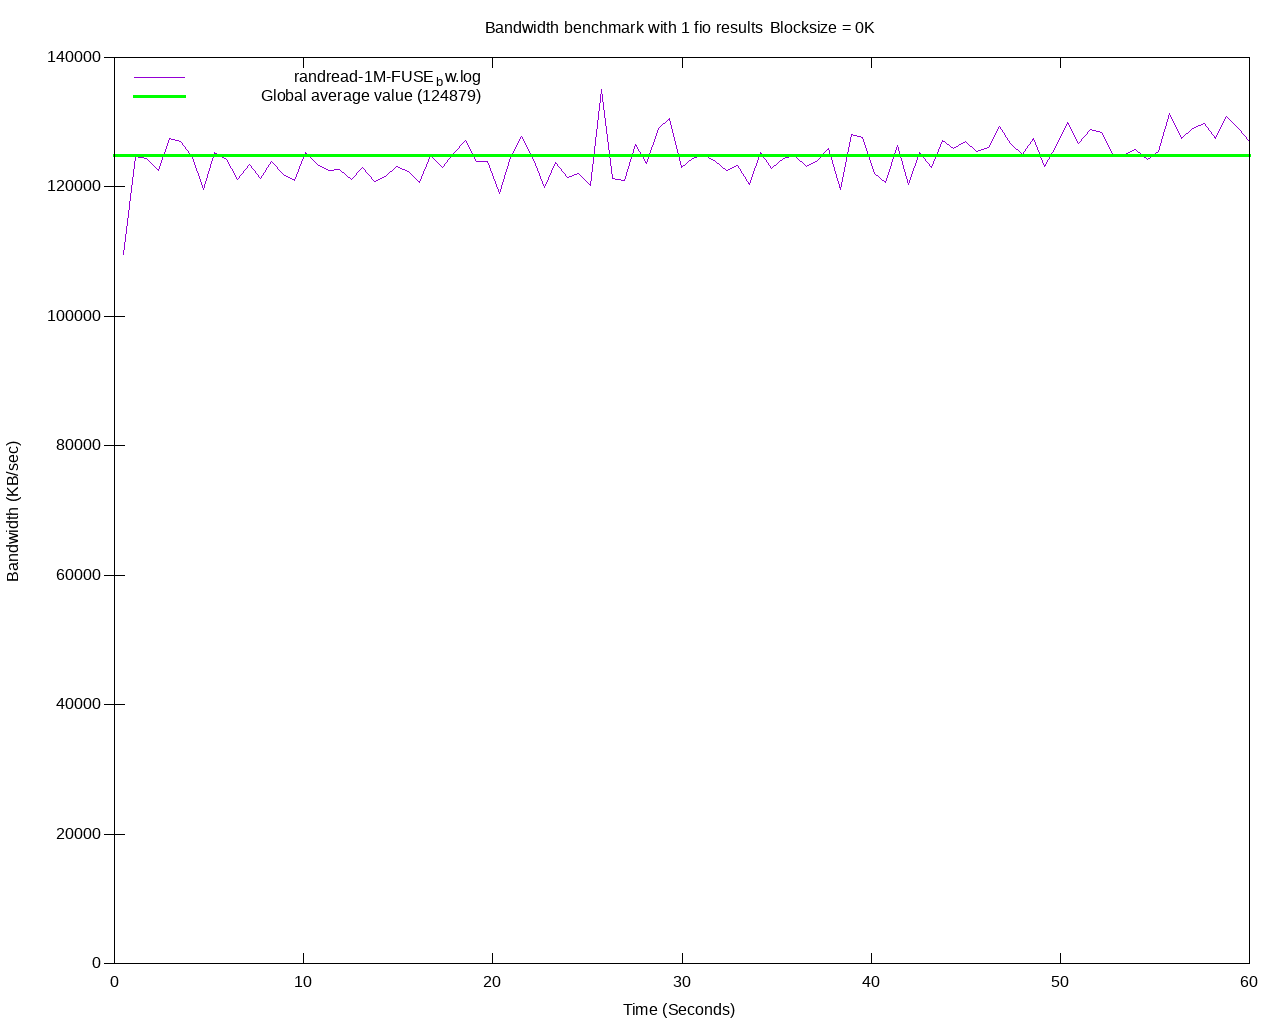 Bandwidth benchmark with 1 fio results Blocksize = 0K
140000
randread-1M-FUSE_bw.log
Global average value (124879)
120000
100000
80000
60000
40000
20000
0
Bandwidth (KB/sec)
0 10 20 30 40 50 60
Time (Seconds)